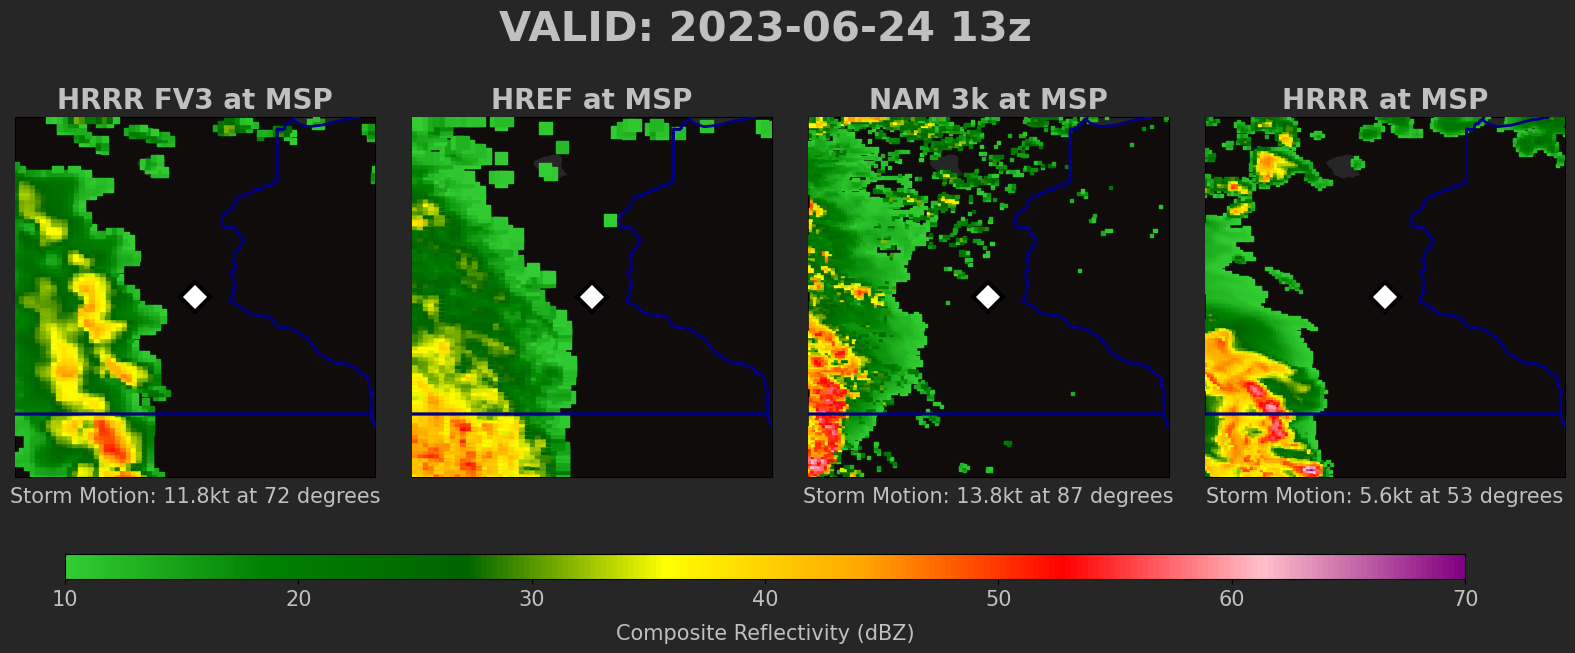 VALID: 2023-06-24 13z
HRRR FV3 at MSP
HREF at MSP
NAM 3k at MSP
HRRR at MSP
Storm Motion: 11.8kt at 72 degrees
Storm Motion: 13.8kt at 87 degrees
Storm Motion: 5.6kt at 53 degrees
10 20 30 40 50 60 70
Composite Reflectivity (dBZ)